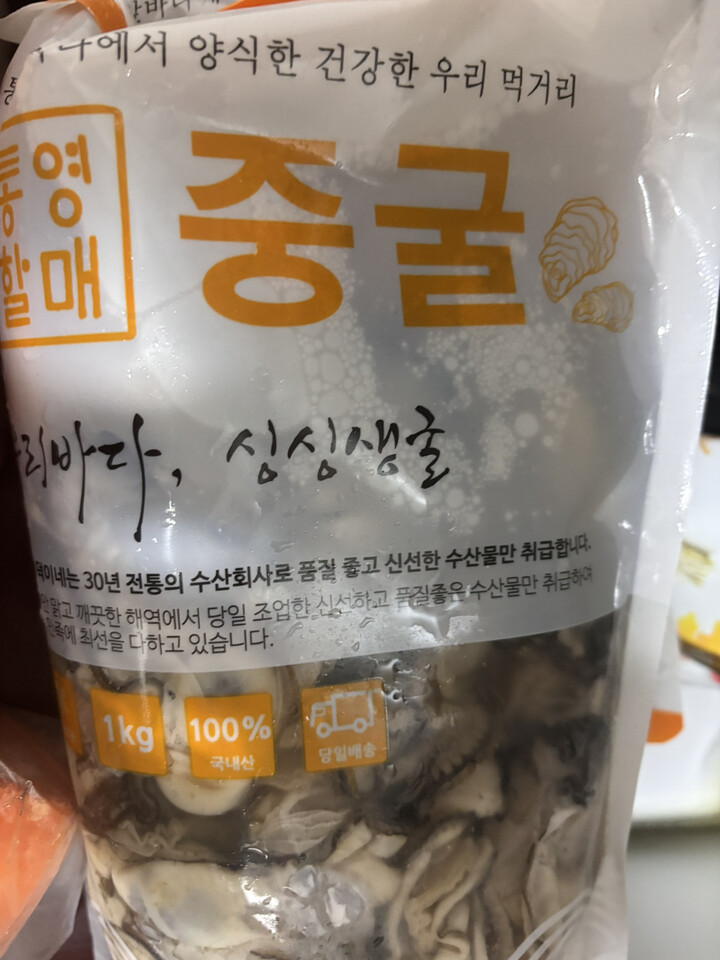 양식한 건강한 우리 먹거리
통영
할매
중굴
싱싱생굴
30년 전통의 수산회사로 품질 좋고 신선한 수산물만 취급합니다.
맑고 깨끗한 해역에서 당일 조업한 신선하고 품질좋은 수산물만 취급하여
최선을 다하고 있습니다.
1kg
100%
국내산
당일배송